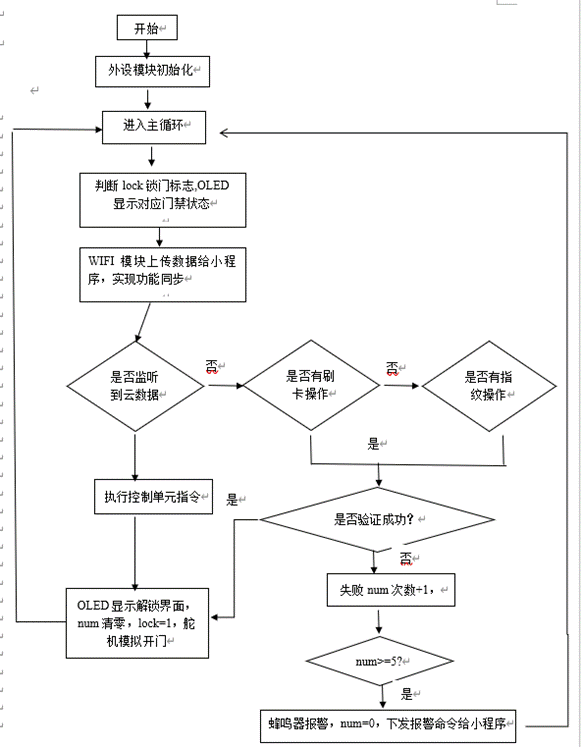 开始
外设模块初始化
进入主循环
判断 lock 锁门标志,OLED
显示对应门禁状态
WIFI 模块上传数据给小程
序，实现功能同步
是否监听
到云数据
否
是否有刷
卡操作
否
是否有指
纹操作
是
执行控制单元指令
是
是否验证成功？
否
OLED 显示解锁界面，
num 清零，lock=1，舵
机模拟开门
失败 num 次数+1，
num>=5?
是
蜂鸣器报警，num=0，下发报警命令给小程序